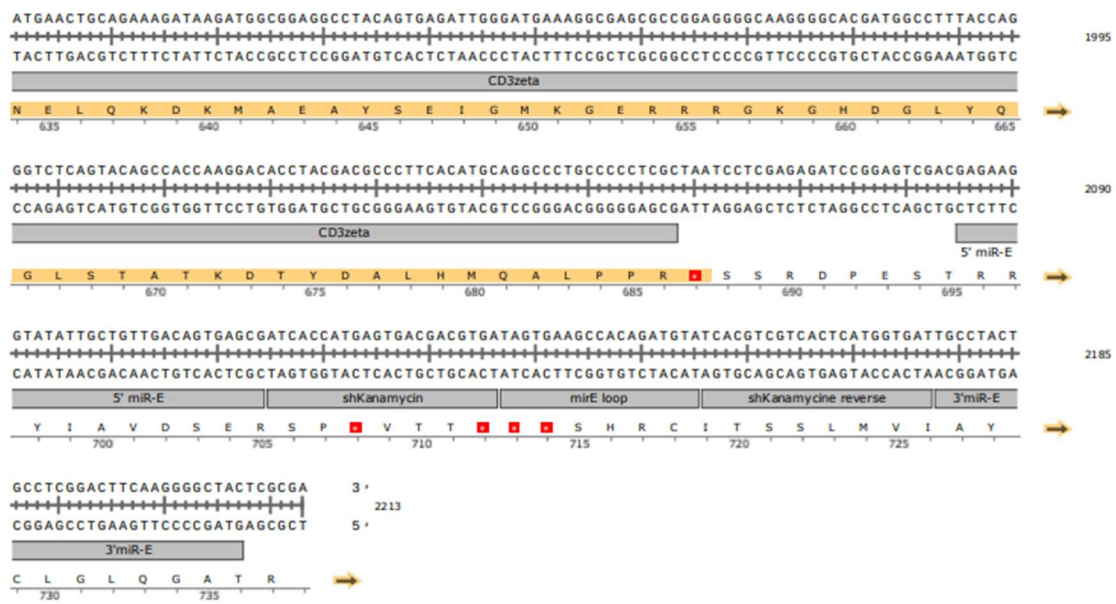 ATGAACTGCAGAAAGATAAGATGGCGGAGGCCTACAGTGAGATTGGGATGAAAGGCGAGCGCCGGAGGGGCAAGGGGCACGATGGCCTTTACCAG
1995
TACTTGACGTCTTTCTATTCTACCGCCTCCGGATGTCACTCTAACCCTACTTTCCGCTCGCGGCCTCCCCGTTCCCCGTGCTACCGGAAATGGTC
CD3zeta
N E L Q K D K M A E A Y S E I G M K G E R R R G K G H D G L Y Q
635 640 645 650 655 660 665
GGTCTCAGTACAGCCACCAAGGACACCTACGACGCCCTTCACATGCAGGCCCTGCCCCCTCGCTAATCCTCGAGAGATCCGGAGTCGACGAGAAG
2090
CCAGAGTCATGTCGGTGGTTCCTGTGGATGCTGCGGGAAGTGTACGTCCGGGACGGGGGAGCGATTAGGAGCTCTCTAGGCCTCAGCTGCTCTTC
CD3zeta
5' miR-E
G L S T A T K D T Y D A L H M Q A L P P R * S S R D P E S T R R
670 675 680 685 690 695
GTATATTGCTGTTGACAGTGAGCGATCACCATGAGTGACGACGTGATAGTGAAGCCACAGATGTATCACGTCGTCACTCATGGTGATTGCCTACT
2185
CATATAACGACAACTGTCACTCGCTAGTGGTACTCACTGCTGCACTATCACTTCGGTGTCTACATAGTGCAGCAGTGAGTACCACTAACGGATGA
5' miR-E shKanamycin mirE loop shKanamycine reverse 3'miR-E
Y I A V D S E R S P * V T T * * * S H R C I T S S L M V I A Y
700 705 710 715 720 725
GCCTCGGACTTCAAGGGGCTACTCGCGA 3'
2213
CGGAGCCTGAAGTTCCCCGATGAGCGCT 5'
3'miR-E
C L G L Q G A T R
730 735